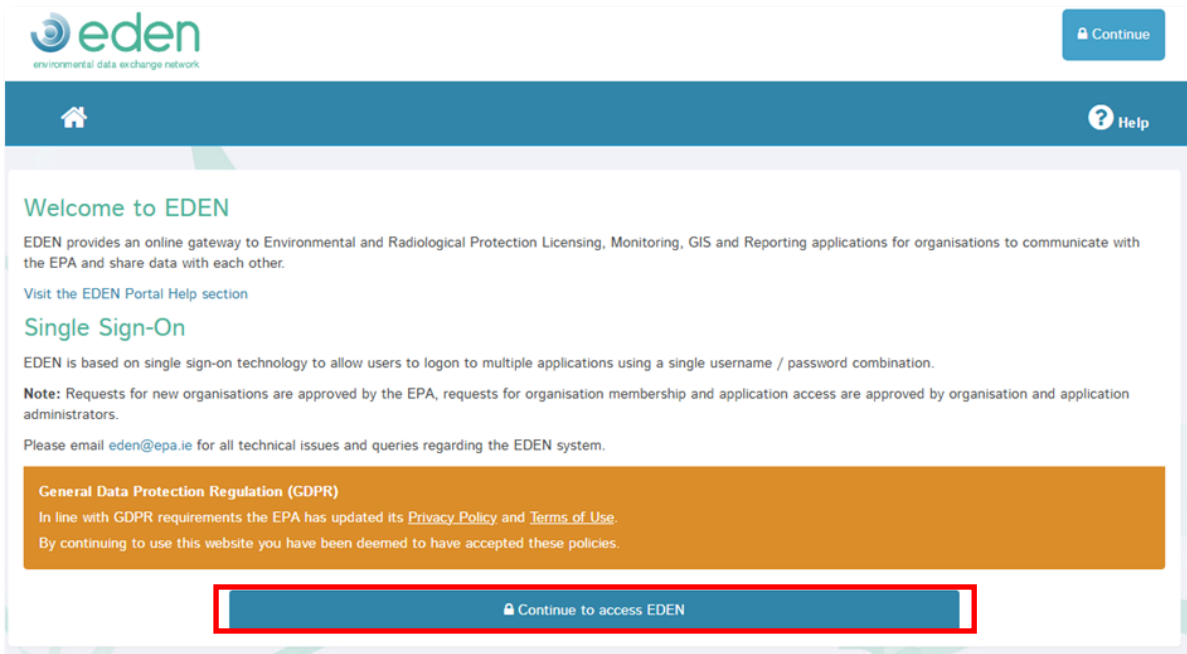 eden
environmental data exchange network
Continue
Help
Welcome to EDEN
EDEN provides an online gateway to Environmental and Radiological Protection Licensing, Monitoring, GIS and Reporting applications for organisations to communicate with
the EPA and share data with each other.
Visit the EDEN Portal Help section
Single Sign-On
EDEN is based on single sign-on technology to allow users to logon to multiple applications using a single username / password combination.
Note: Requests for new organisations are approved by the EPA, requests for organisation membership and application access are approved by organisation and application
administrators.
Please email eden@epa.ie for all technical issues and queries regarding the EDEN system.
General Data Protection Regulation (GDPR)
In line with GDPR requirements the EPA has updated its Privacy Policy and Terms of Use.
By continuing to use this website you have been deemed to have accepted these policies.
Continue to access EDEN